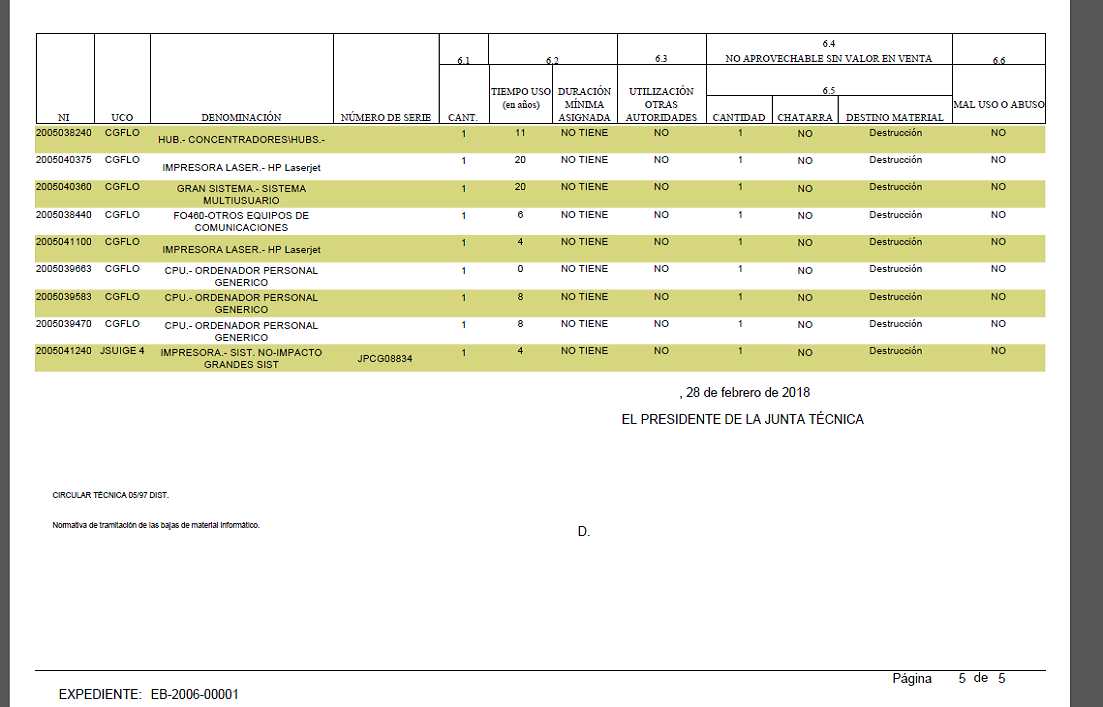 6.1 6.2 6.3 6.4 6.6
NO APROVECHABLE SIN VALOR EN VENTA
6.5
NI UCO DENOMINACIÓN NÚMERO DE SERIE CANT. TIEMPO USO (en años) DURACIÓN MÍNIMA ASIGNADA UTILIZACIÓN OTRAS AUTORIDADES CANTIDAD CHATARRA DESTINO MATERIAL MAL USO O ABUSO
2005038240 CGFLO HUB.- CONCENTRADORES\HUBS.- 1 11 NO TIENE NO 1 NO Destrucción NO
2005040375 CGFLO IMPRESORA LASER.- HP Laserjet 1 20 NO TIENE NO 1 NO Destrucción NO
2005040360 CGFLO GRAN SISTEMA.- SISTEMA MULTIUSUARIO 1 20 NO TIENE NO 1 NO Destrucción NO
2005038440 CGFLO FO460-OTROS EQUIPOS DE COMUNICACIONES 1 6 NO TIENE NO 1 NO Destrucción NO
2005041100 CGFLO IMPRESORA LASER.- HP Laserjet 1 4 NO TIENE NO 1 NO Destrucción NO
2005039663 CGFLO CPU.- ORDENADOR PERSONAL GENERICO 1 0 NO TIENE NO 1 NO Destrucción NO
2005039583 CGFLO CPU.- ORDENADOR PERSONAL GENERICO 1 8 NO TIENE NO 1 NO Destrucción NO
2005039470 CGFLO CPU.- ORDENADOR PERSONAL GENERICO 1 8 NO TIENE NO 1 NO Destrucción NO
2005041240 JSUIGE 4 IMPRESORA.- SIST. NO-IMPACTO GRANDES SIST JPCG08834 1 4 NO TIENE NO 1 NO Destrucción NO
, 28 de febrero de 2018
EL PRESIDENTE DE LA JUNTA TÉCNICA
CIRCULAR TÉCNICA 05/97 DIST.
Normativa de tramitación de las bajas de material informático.
D.
Página 5 de 5
EXPEDIENTE: EB-2006-00001